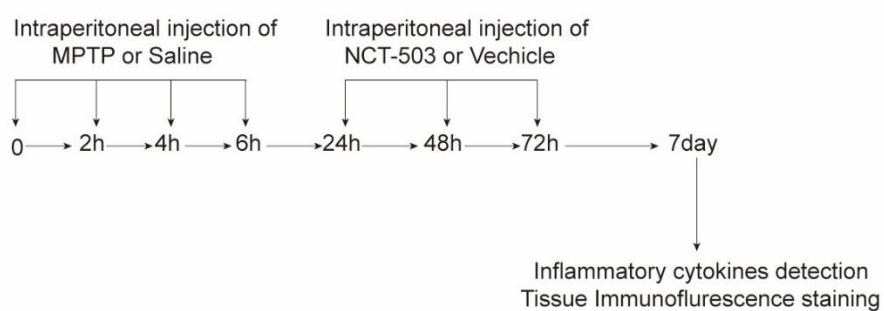 Intraperitoneal injection of
MPTP or Saline
Intraperitoneal injection of
NCT-503 or Vechicle
0 2h 4h 6h 24h 48h 72h 7day
Inflammatory cytokines detection
Tissue Immunoflurescence staining